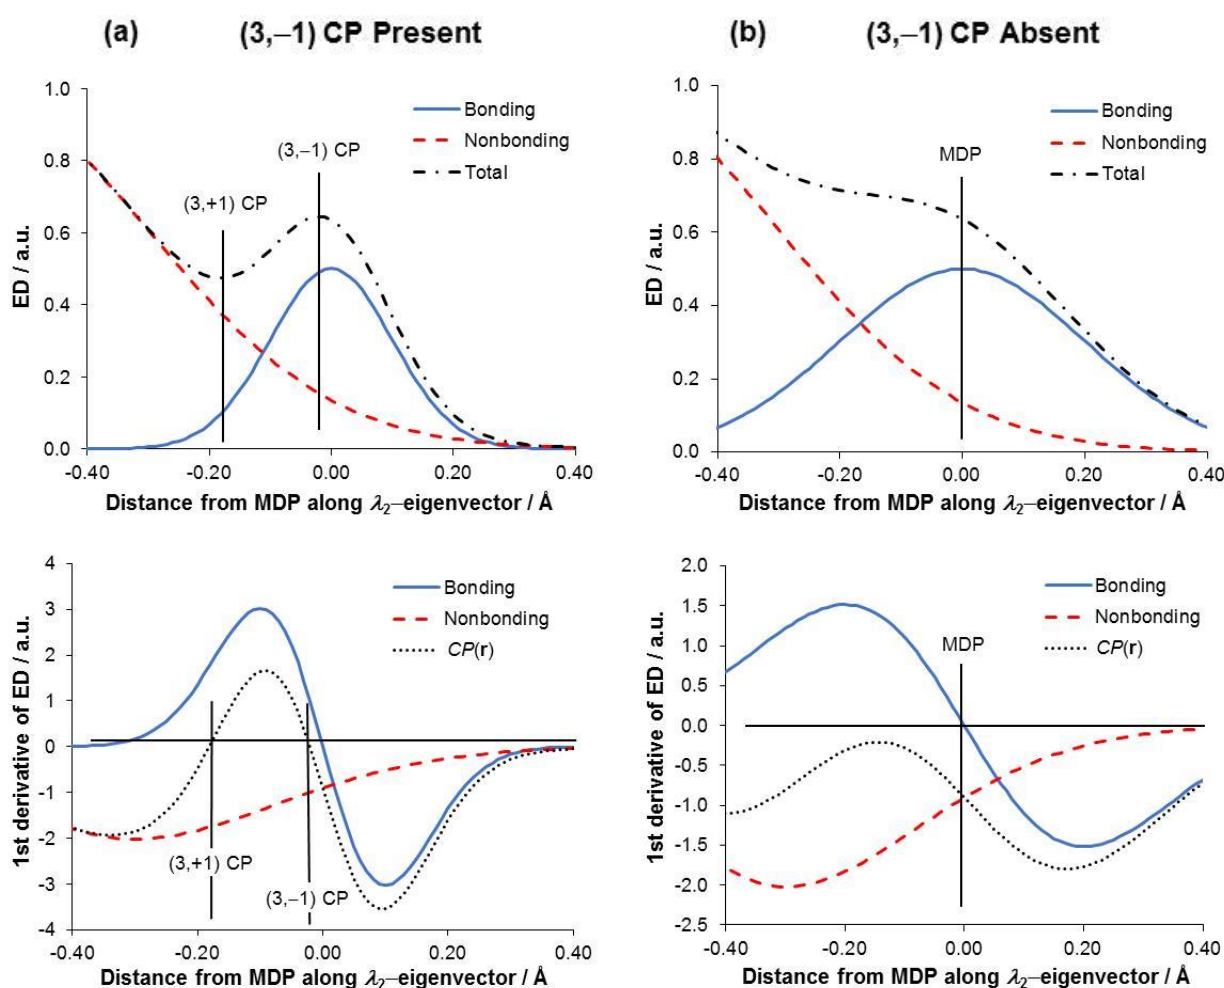 (a) (3,−1) CP Present
1.0
0.8
0.6
0.4
0.2
0.0
ED / a.u.
Bonding
Nonbonding
Total
(3,−1) CP
(3,+1) CP
-0.40 -0.20 0.00 0.20 0.40
Distance from MDP along λ2−eigenvector / Å
(b) (3,−1) CP Absent
1.0
0.8
0.6
0.4
0.2
0.0
ED / a.u.
Bonding
Nonbonding
Total
MDP
-0.40 -0.20 0.00 0.20 0.40
Distance from MDP along λ2−eigenvector / Å
4
3
2
1
0
-1
-2
-3
-4
1st derivative of ED / a.u.
Bonding
Nonbonding
CP(r)
(3,+1) CP
(3,−1) CP
-0.40 -0.20 0.00 0.20 0.40
Distance from MDP along λ2−eigenvector / Å
2.0
1.5
1.0
0.5
0.0
-0.5
-1.0
-1.5
-2.0
-2.5
1st derivative of ED / a.u.
Bonding
Nonbonding
CP(r)
MDP
-0.40 -0.20 0.00 0.20 0.40
Distance from MDP along λ2−eigenvector / Å